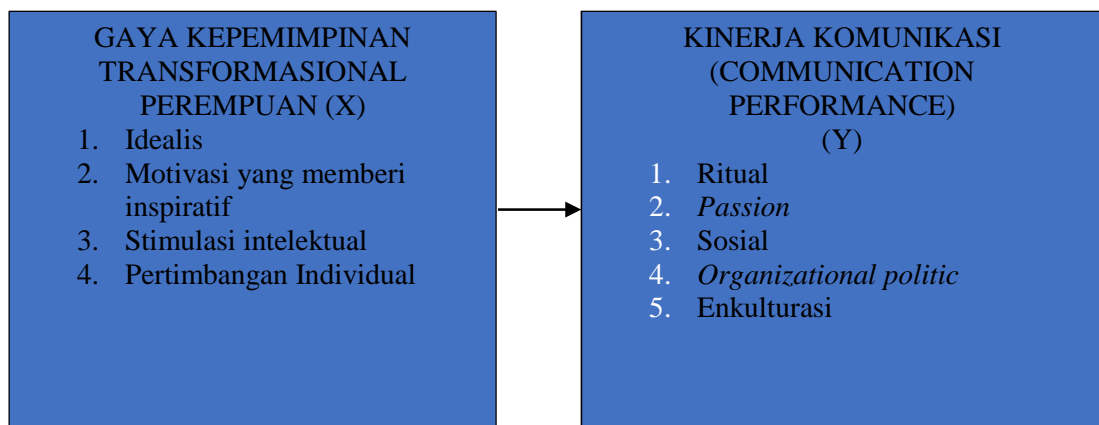 GAYA KEPEMIMPINAN
TRANSFORMASIONAL
PEREMPUAN (X)
1. Idealis
2. Motivasi yang memberi
inspiratif
3. Stimulasi intelektual
4. Pertimbangan Individual
KINERJA KOMUNIKASI
(COMMUNICATION
PERFORMANCE)
(Y)
1. Ritual
2. Passion
3. Sosial
4. Organizational politic
5. Enkulturasi